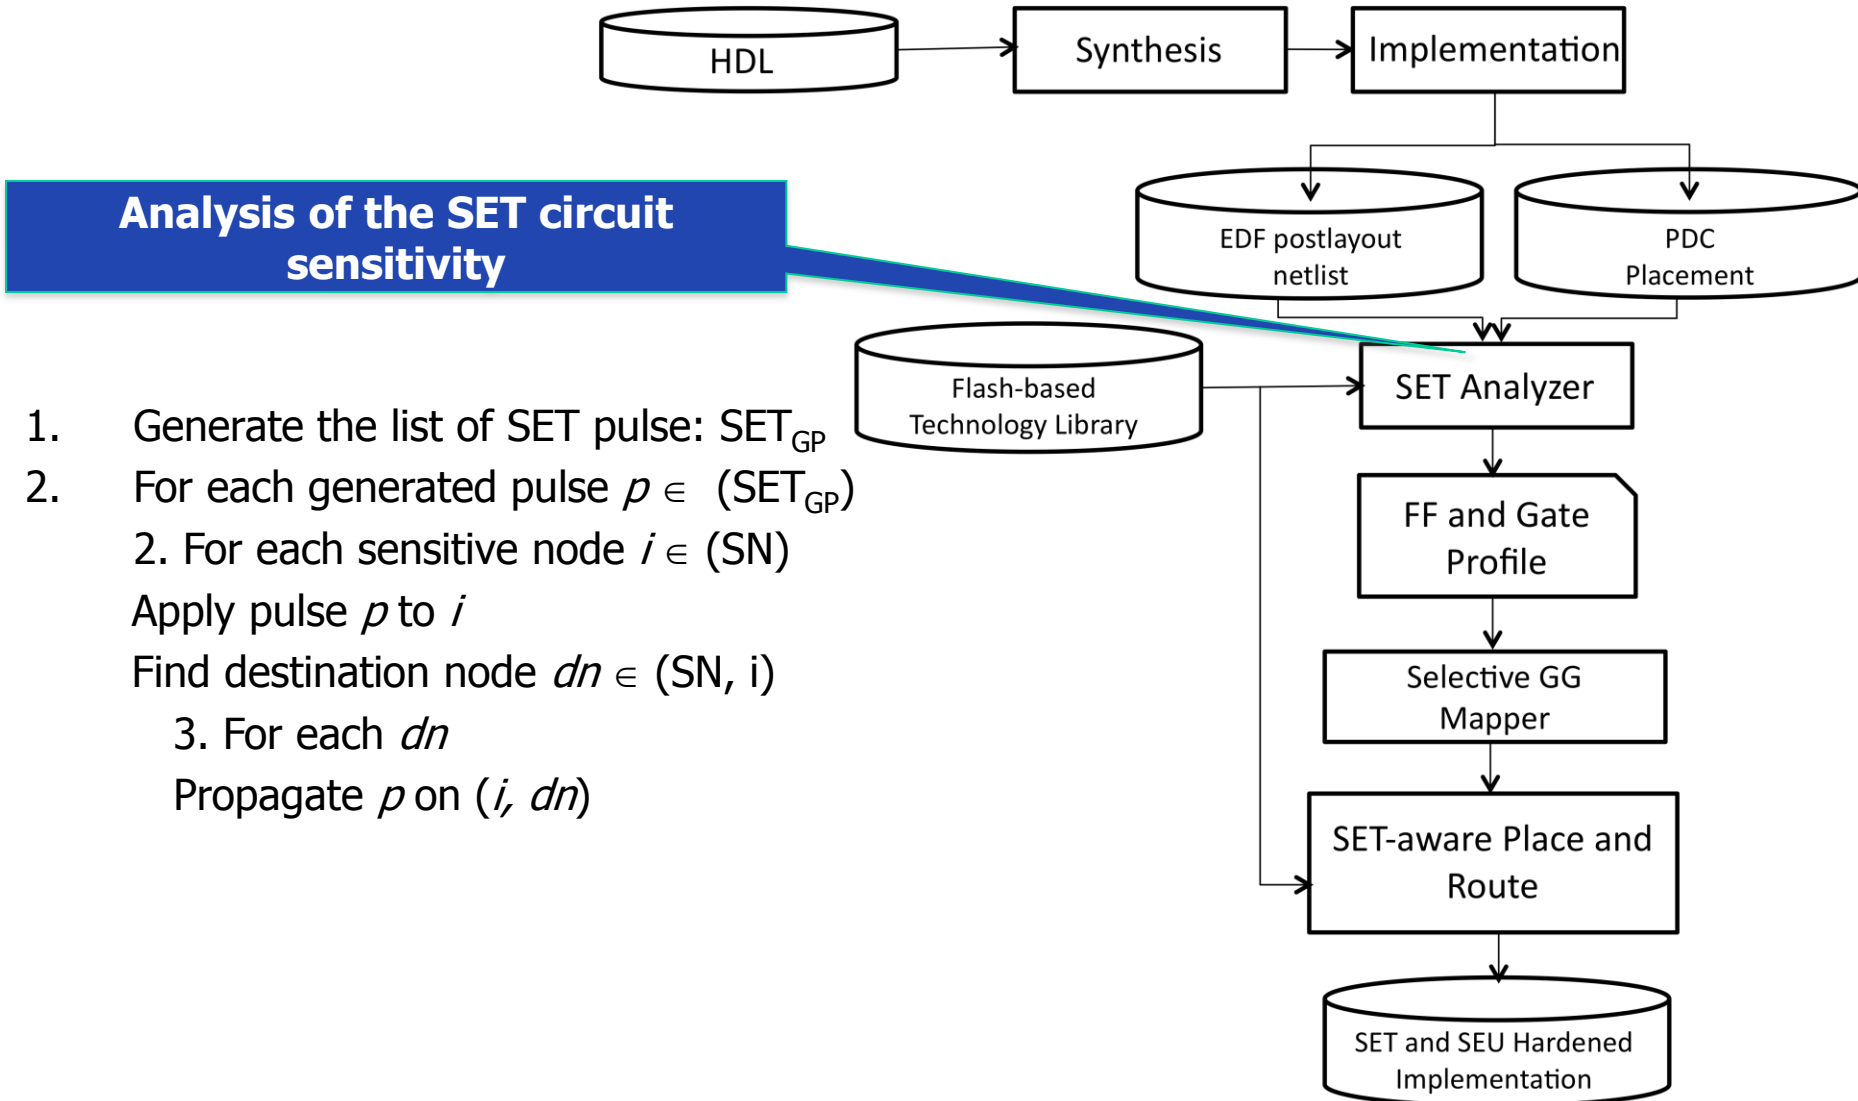 HDL
Synthesis
Implementation
Analysis of the SET circuit
sensitivity
EDF postlayout
netlist
PDC
Placement
Flash-based
Technology Library
SET Analyzer
1. Generate the list of SET pulse: SET_GP
2. For each generated pulse p ∈ (SET_GP)
2. For each sensitive node i ∈ (SN)
Apply pulse p to i
Find destination node dn ∈ (SN, i)
3. For each dn
Propagate p on (i, dn)
FF and Gate
Profile
Selective GG
Mapper
SET-aware Place and
Route
SET and SEU Hardened
Implementation